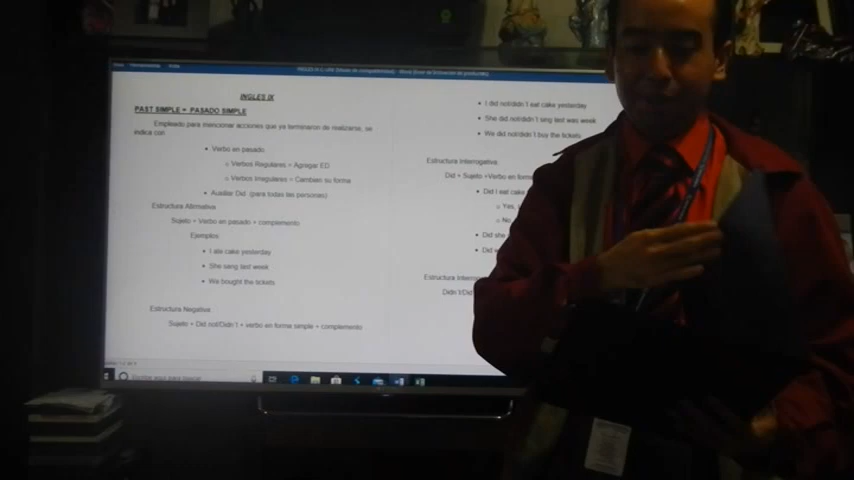 INGLES IX
PAST SIMPLE = PASADO SIMPLE
Empleado para mencionar acciones que ya terminaron de realizarse, se
indica con
• Verbo en pasado
o Verbos Regulares = Agregar ED
o Verbos Irregulares = Cambian su forma
• Auxiliar Did (para todas las personas)
Estructura Afirmativa
Sujeto + Verbo en pasado + complemento
Ejemplos
• I ate cake yesterday
• She sang last week
• We bought the tickets
Estructura Negativa
Sujeto + Did not/Didn´t + verbo en forma simple + complemento
• I did not/didn´t eat cake yesterday
• She did not/didn´t sing last was week
• We did not/didn´t buy the tickets
Estructura Interrogativa
Did + Sujeto +Verbo en
• Did I eat cake
o Yes,
o No
• Did she
• Did
Estructura